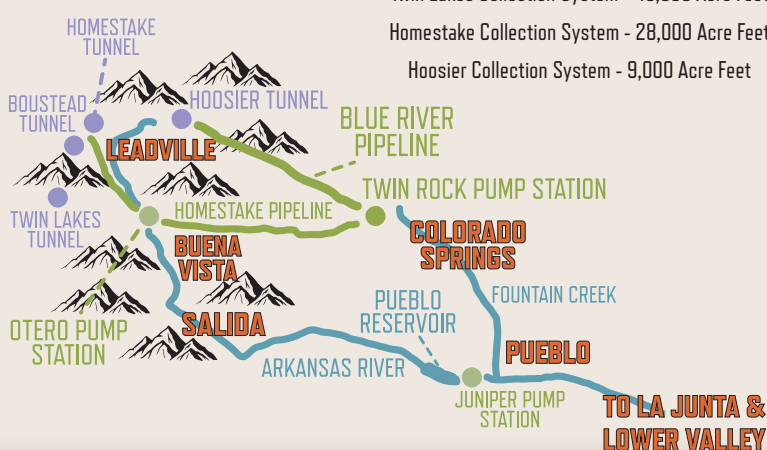 Homestake Collection System - 28,000 Acre Feet
Hoosier Collection System - 9,000 Acre Feet
HOMESTAKE
TUNNEL
BOUSTEAD
TUNNEL
HOOSIER TUNNEL
LEADVILLE
BLUE RIVER
PIPELINE
TWIN ROCK PUMP STATION
TWIN LAKES
TUNNEL
HOMESTAKE PIPELINE
BUENA
VISTA
COLORADO
SPRINGS
FOUNTAIN CREEK
OTERO PUMP
STATION
SALIDA
PUEBLO
RESERVOIR
ARKANSAS RIVER
PUEBLO
JUNIPER PUMP
STATION
TO LA JUNTA &
LOWER VALLEY